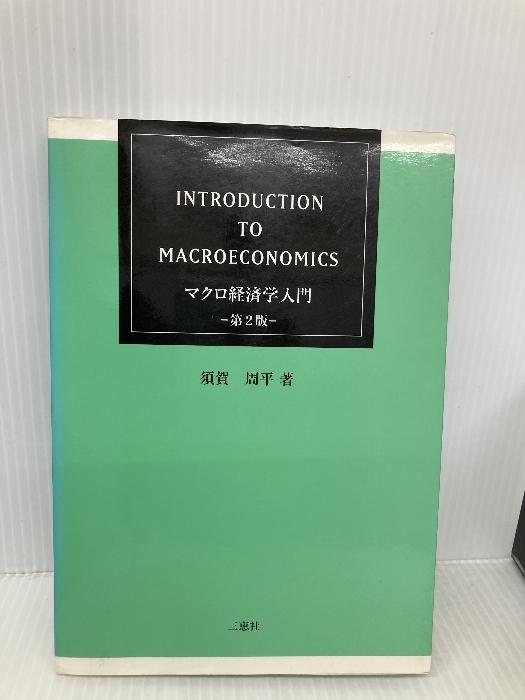 INTRODUCTION
TO
MACROECONOMICS
マクロ経済学入門
–第2版–
須賀 周平 著
三恵社